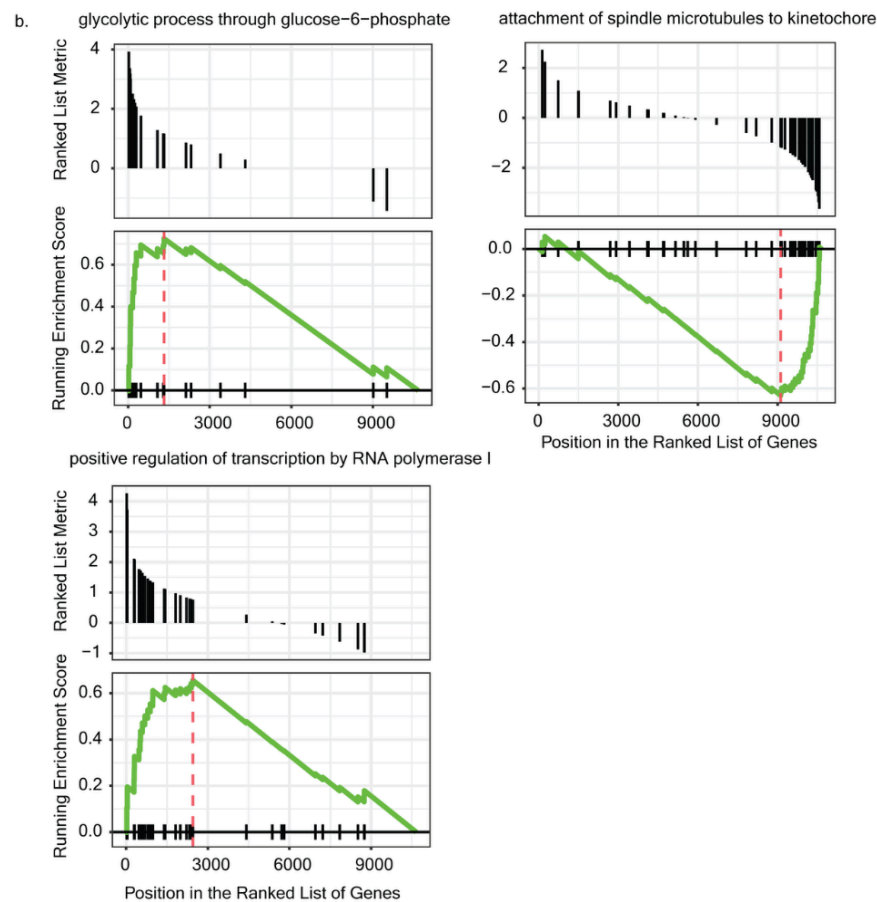 b.
glycolytic process through glucose−6−phosphate
Ranked List Metric
4
2
0
Running Enrichment Score
0.6
0.4
0.2
0.0
0 3000 6000 9000
attachment of spindle microtubules to kinetochore
2
0
−2
0.0
−0.2
−0.4
−0.6
0 3000 6000 9000
Position in the Ranked List of Genes
positive regulation of transcription by RNA polymerase I
Ranked List Metric
4
3
2
1
0
−1
Running Enrichment Score
0.6
0.4
0.2
0.0
0 3000 6000 9000
Position in the Ranked List of Genes